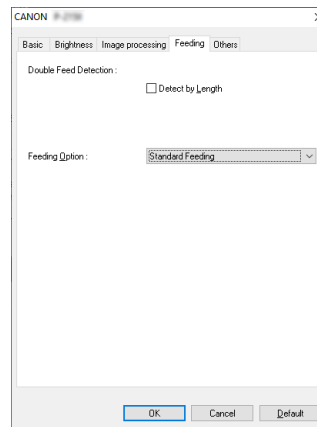 CANON
Basic Brightness Image processing Feeding Others
Double Feed Detection :
Detect by Length
Feeding Option :
Standard Feeding
OK Cancel Default